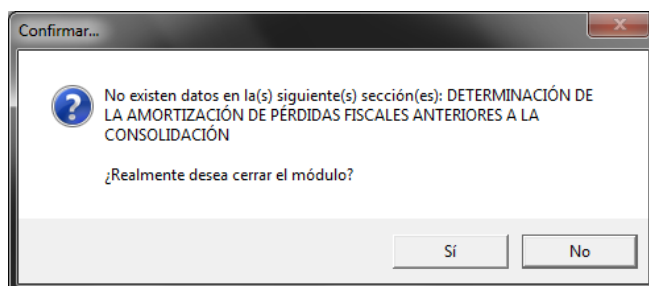 Confirmar...
No existen datos en la(s) siguiente(s) sección(es): DETERMINACIÓN DE
LA AMORTIZACIÓN DE PÉRDIDAS FISCALES ANTERIORES A LA
CONSOLIDACIÓN
¿Realmente desea cerrar el módulo?
Sí
No